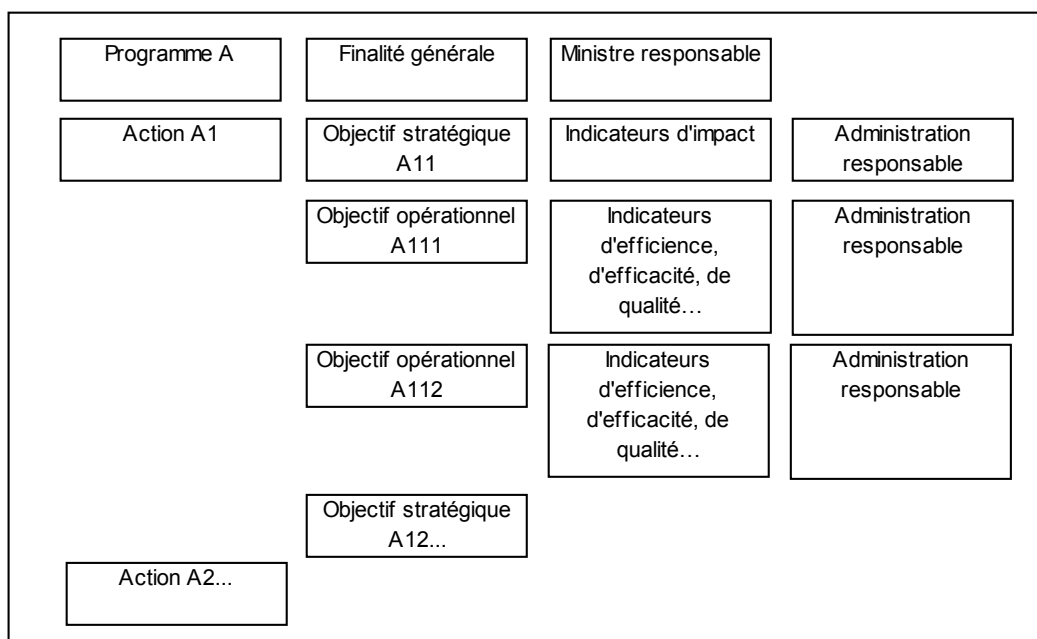 Programme A
Finalité générale
Ministre responsable
Action A1
Objectif stratégique
A11
Indicateurs d'impact
Administration
responsable
Objectif opérationnel
A111
Indicateurs
d'efficience,
d'efficacité, de
qualité…
Administration
responsable
Objectif opérationnel
A112
Indicateurs
d'efficience,
d'efficacité, de
qualité…
Administration
responsable
Objectif stratégique
A12...
Action A2...